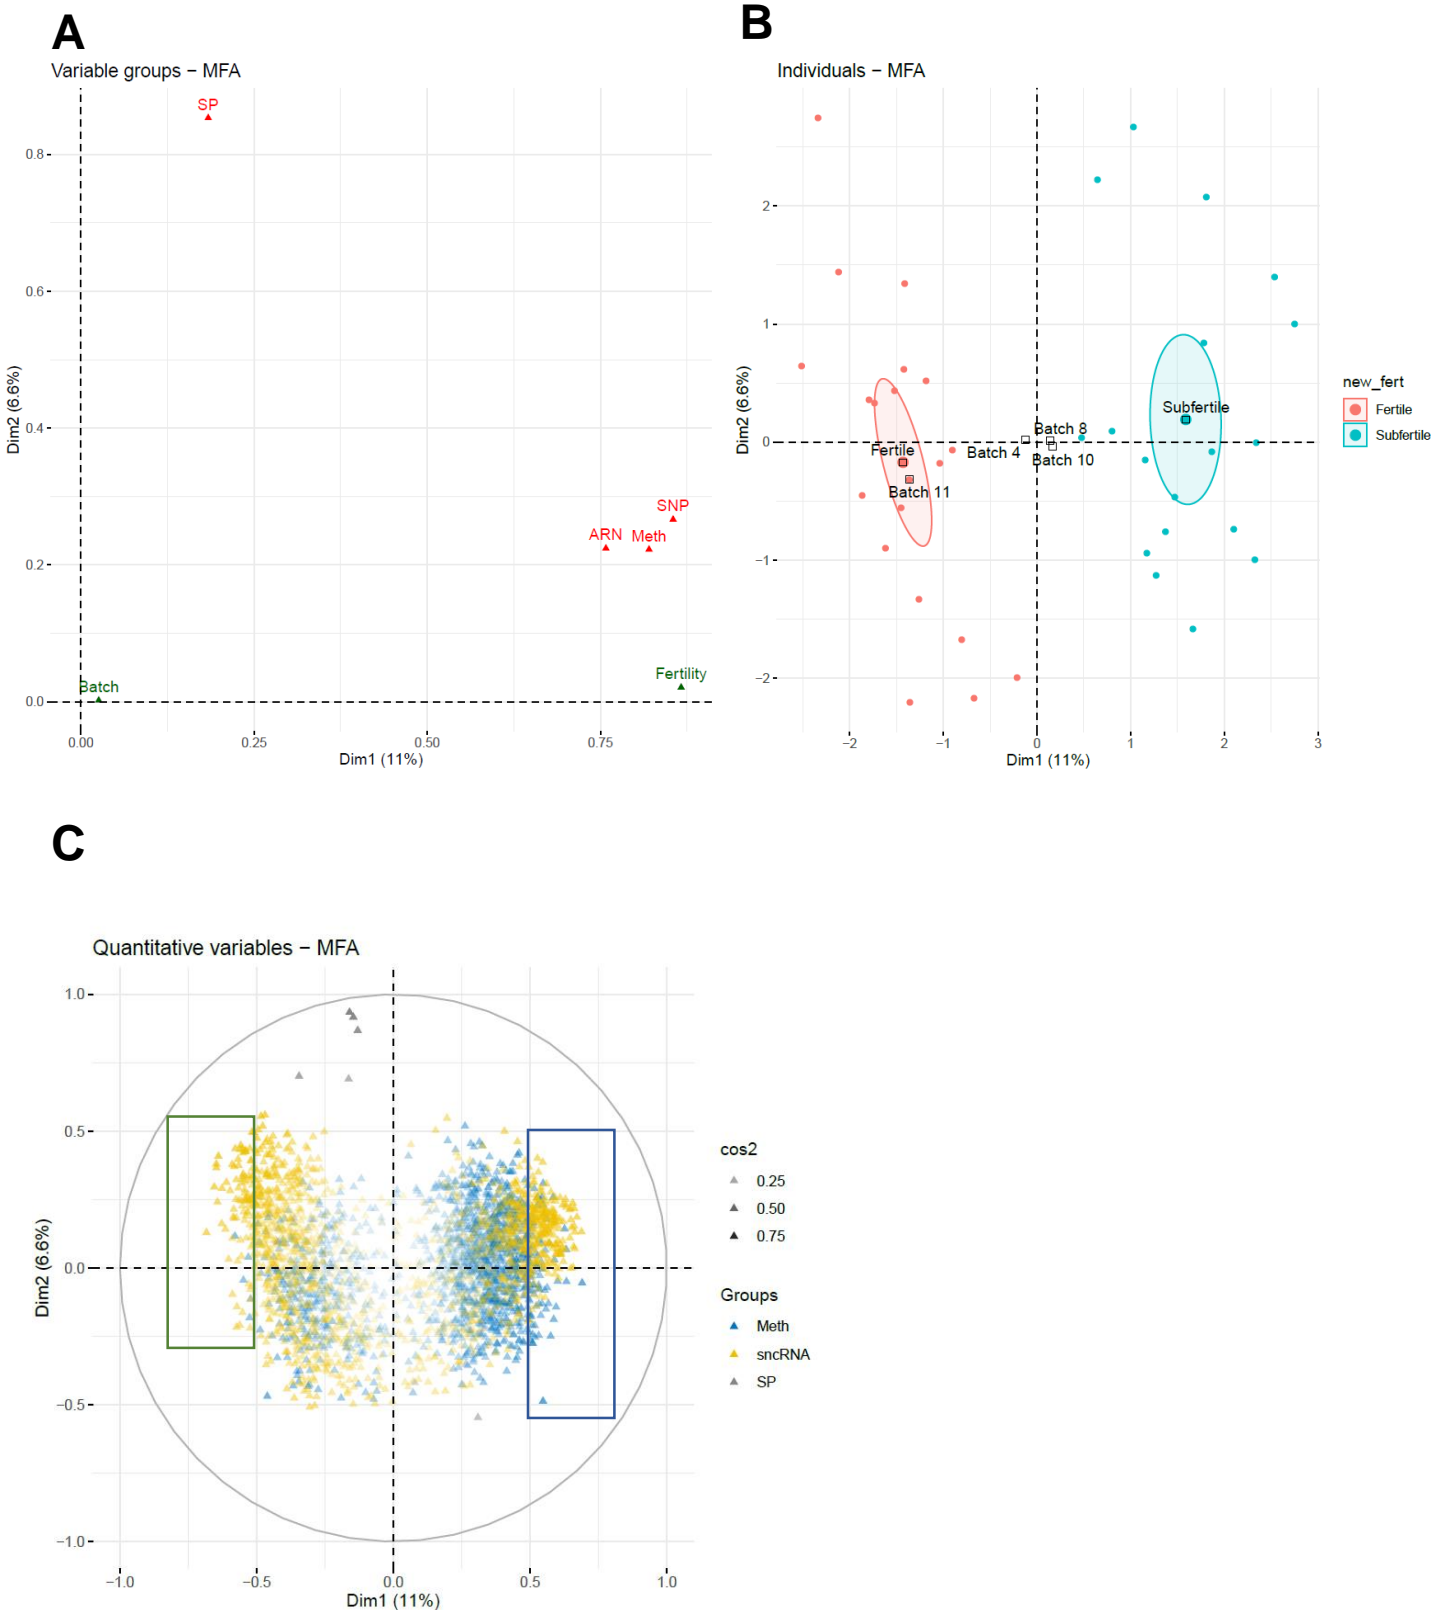 A
Variable groups − MFA
SP
SNP
ARN Meth
Batch
Fertility
0.8
0.6
0.4
0.2
0.0
0.00 0.25 0.50 0.75
Dim1 (11%)
Dim2 (6.6%)
B
Individuals − MFA
2
1
0
−1
−2
Subfertile
Batch 8
Fertile
Batch 4
Batch 10
Batch 11
−2 −1 0 1 2 3
Dim1 (11%)
Dim2 (6.6%)
new_fert
Fertile
Subfertile
C
Quantitative variables − MFA
1.0
0.5
0.0
−0.5
−1.0
−1.0 −0.5 0.0 0.5 1.0
Dim1 (11%)
Dim2 (6.6%)
cos2
0.25
0.50
0.75
Groups
Meth
sncRNA
SP